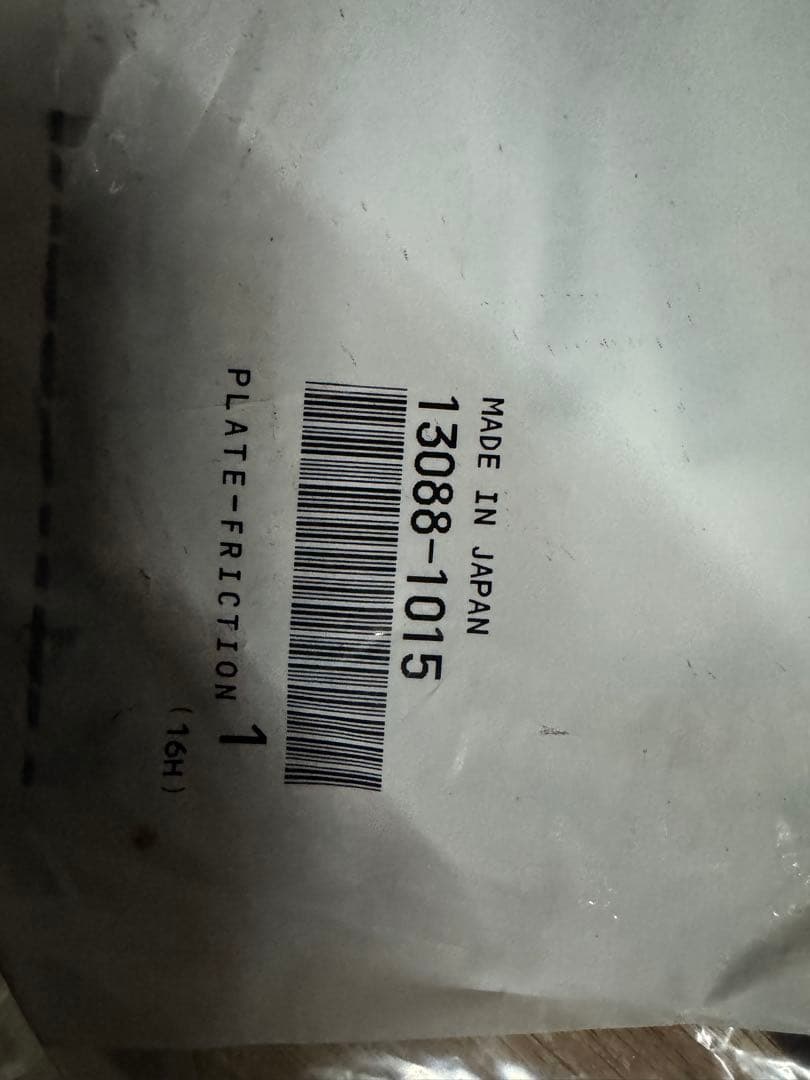 MADE IN JAPAN
13088-1015
PLATE-FRICTION 1
(16H)